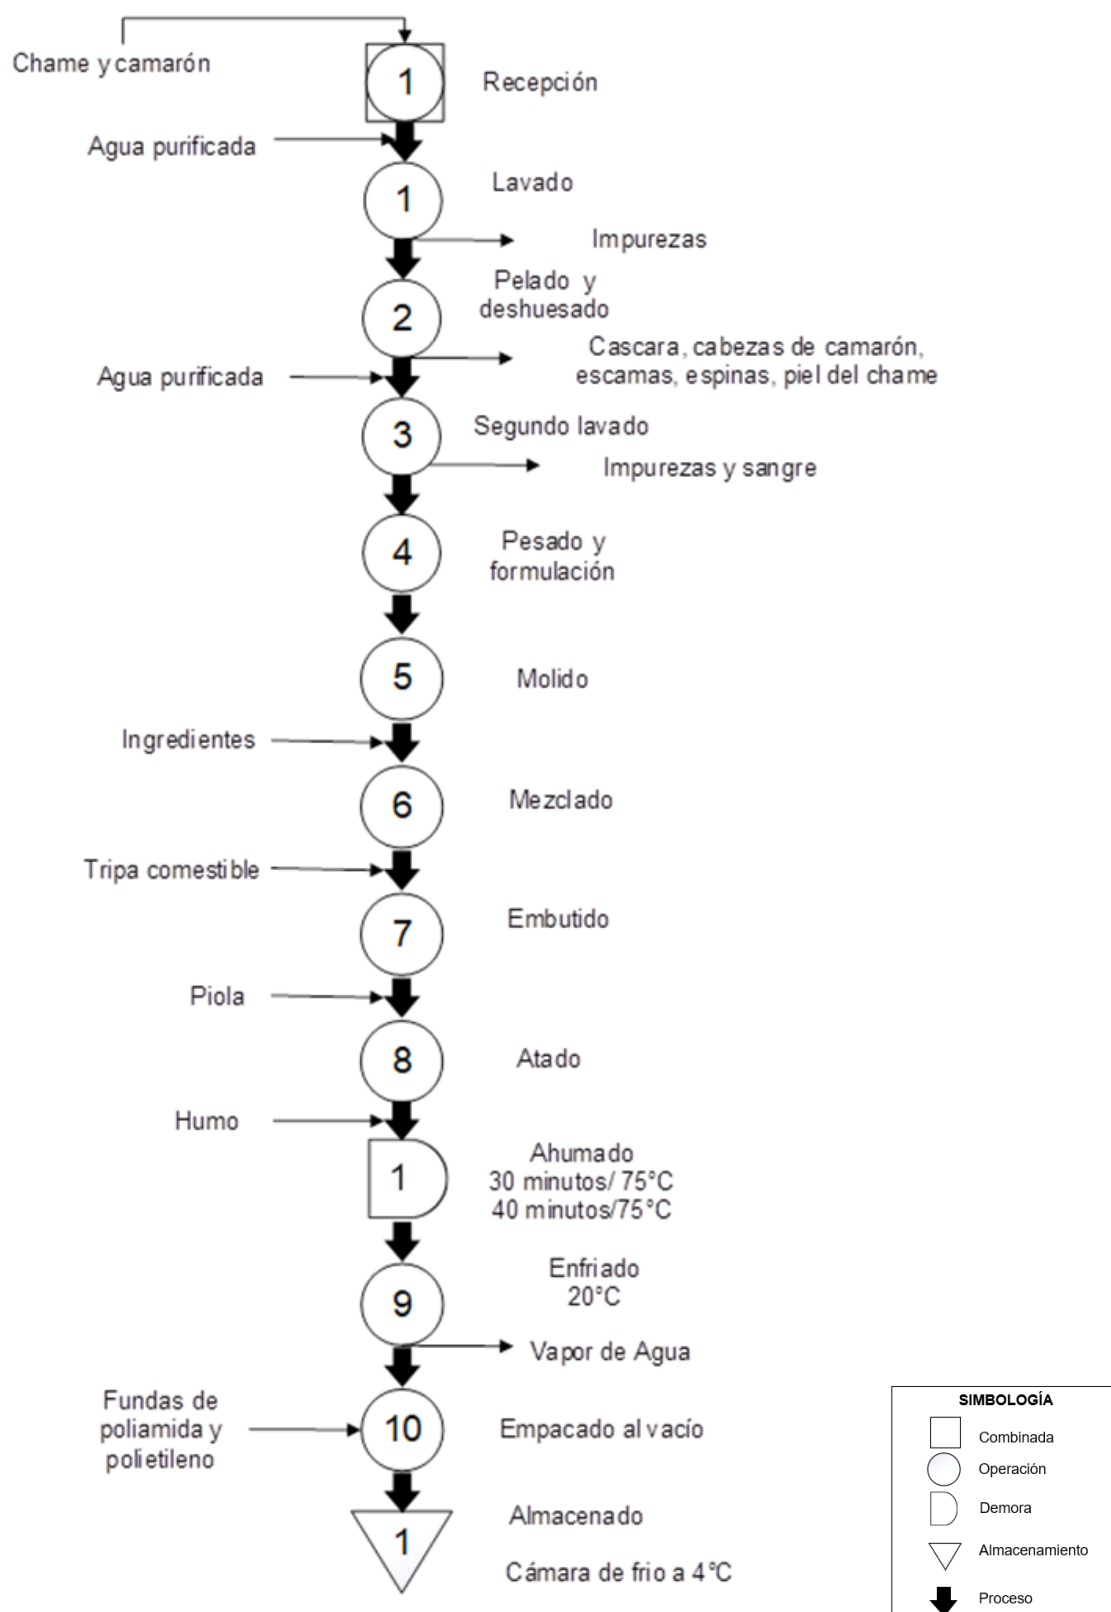 Chame y camarón
1
Recepción
Agua purificada
1
Lavado
Impurezas
2
Pelado y
deshuesado
Cascara, cabezas de camarón,
escamas, espinas, piel del chame
Agua purificada
3
Segundo lavado
Impurezas y sangre
4
Pesado y
formulación
5
Molido
Ingredientes
6
Mezclado
Tripa comestible
7
Embutido
Piola
8
Atado
Humo
1
Ahumado
30 minutos/ 75°C
40 minutos/75°C
9
Enfriado
20°C
Vapor de Agua
Fundas de
poliamida y
polietileno
10
Empacado al vacío
1
Almacenado
Cámara de frio a 4°C
SIMBOLOGÍA
Combinada
Operación
Demora
Almacenamiento
Proceso